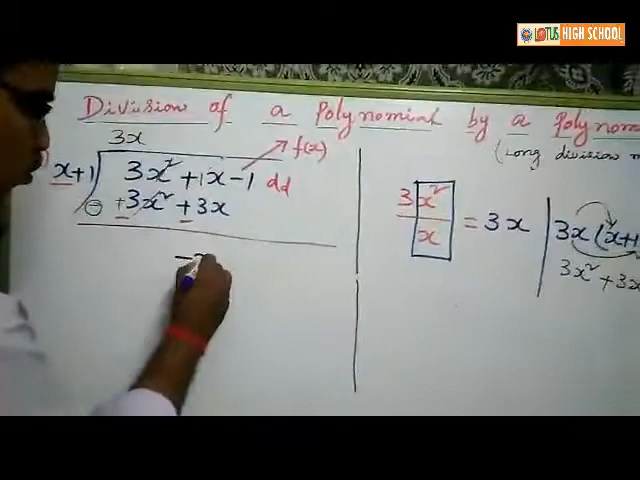 LOTUS HIGH SCHOOL
Division of a Polynomial by a Polynom
(Long division m
3x
f(x)
x+1) 3x² + 1x - 1 dd
⊖ +3x² + 3x
3x²/x = 3x
3x (x+1
3x² + 3x